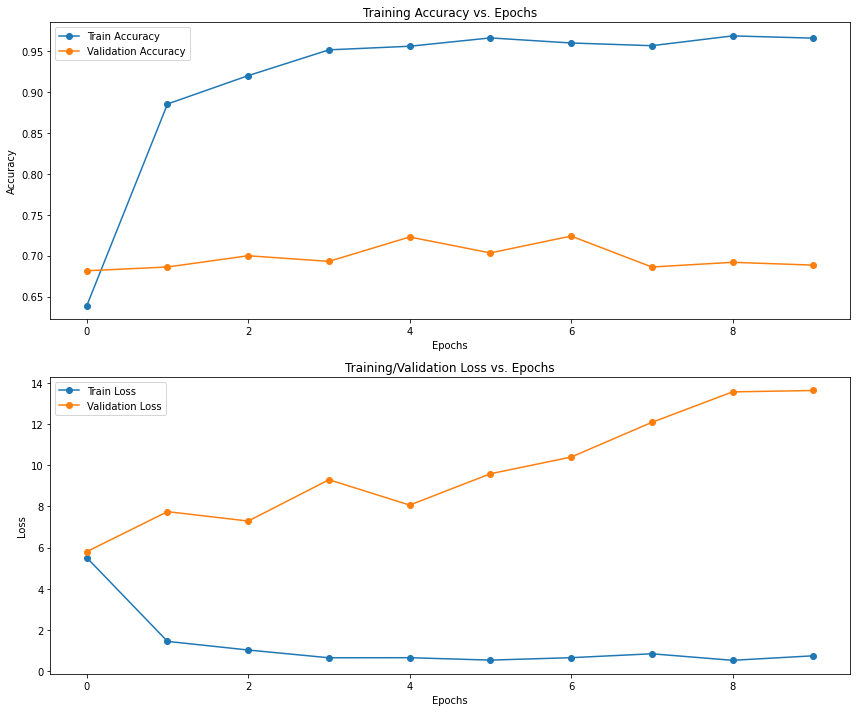 Training Accuracy vs. Epochs
Train Accuracy
Validation Accuracy
0.95
0.90
0.85
0.80
0.75
0.70
0.65
Accuracy
0 2 4 6 8
Epochs
Training/Validation Loss vs. Epochs
Train Loss
Validation Loss
14
12
10
8
6
4
2
0
Loss
0 2 4 6 8
Epochs